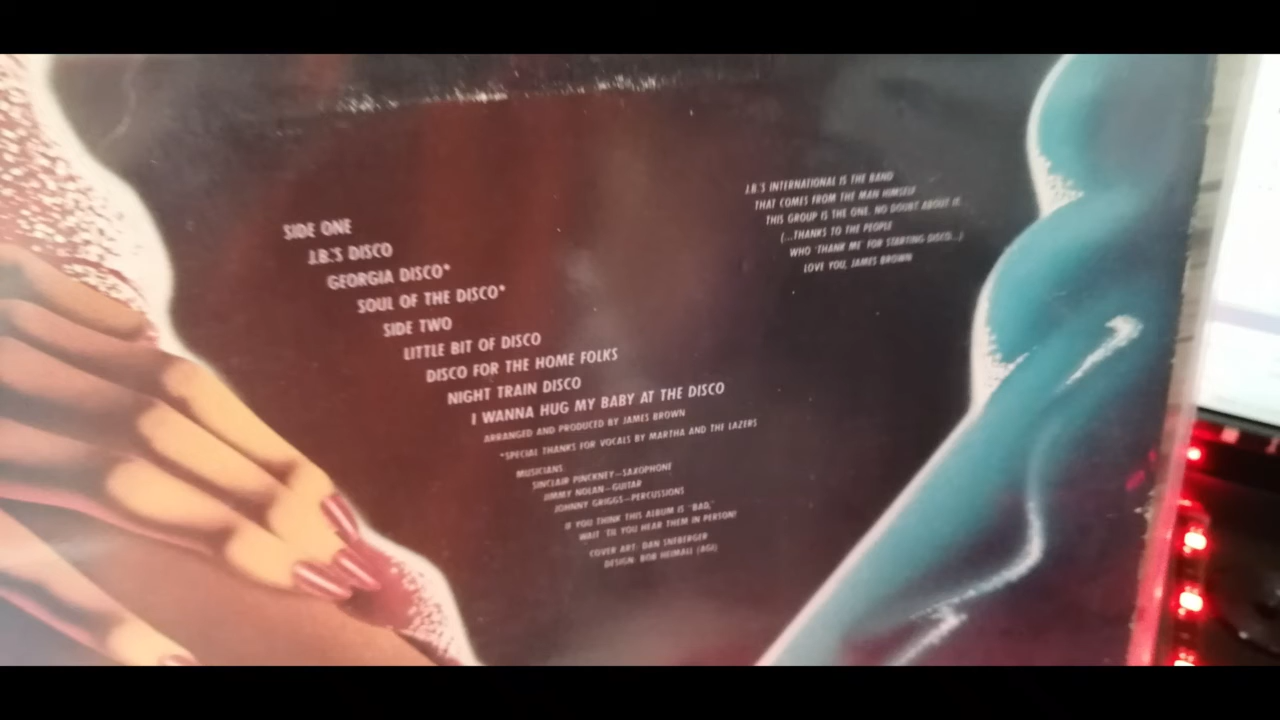 SIDE ONE
J.B.'S DISCO
GEORGIA DISCO*
SOUL OF THE DISCO*
SIDE TWO
LITTLE BIT OF DISCO
DISCO FOR THE HOME FOLKS
NIGHT TRAIN DISCO
I WANNA HUG MY BABY AT THE DISCO
ARRANGED AND PRODUCED BY JAMES BROWN
*SPECIAL THANKS FOR VOCALS BY MARTHA AND THE LAZERS
MUSICIANS
SINCLAIR PINCKNEY—SAXOPHONE
JIMMY NOLAN—GUITAR
JOHNNY GRIGGS—PERCUSSIONS
IF YOU THINK THIS ALBUM IS "BAD,"
WAIT 'TIL YOU HEAR THEM IN PERSON!
COVER ART: DAN SNEBERGER
DESIGN: BOB HEIMALL (AGI)
J.B.'S INTERNATIONAL IS THE BAND
THAT COMES FROM THE MAN HIMSELF
THIS GROUP IS THE ONE, NO DOUBT ABOUT IT.
(...THANKS TO THE PEOPLE
WHO 'THANK ME' FOR STARTING DISCO...)
LOVE YOU, JAMES BROWN